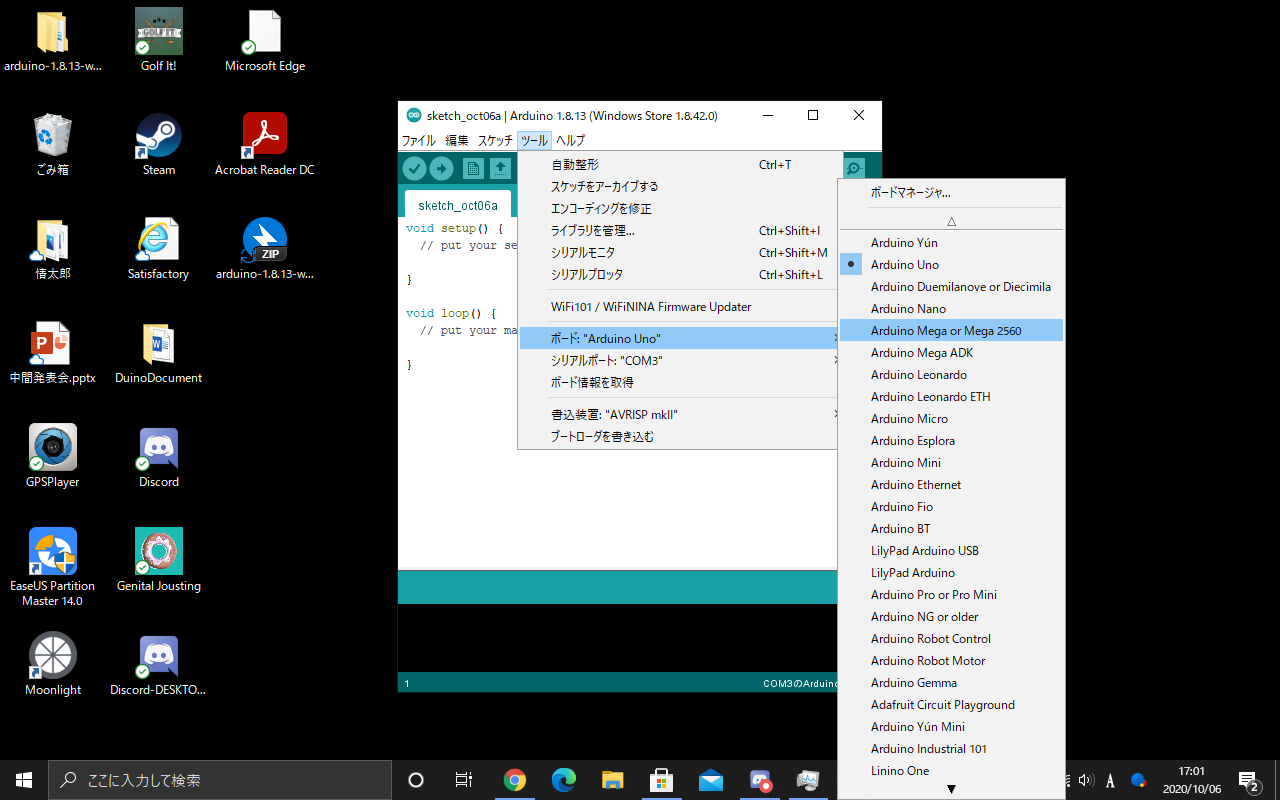 arduino-1.8.13-w...
Golf It!
Microsoft Edge
ごみ箱
Steam
Acrobat Reader DC
慎太郎
Satisfactory
ZIP
arduino-1.8.13-w...
中間発表会.pptx
DuinoDocument
GPSPlayer
Discord
EaseUS Partition
Master 14.0
Genital Jousting
Moonlight
Discord-DESKTO...
GOLF IT!
sketch_oct06a | Arduino 1.8.13 (Windows Store 1.8.42.0)
ファイル 編集 スケッチ ツール ヘルプ
sketch_oct06a
void setup() {
// put your se
}
void loop() {
// put your ma
}
1
COM3のArduino
自動整形 Ctrl+T
スケッチをアーカイブする
エンコーディングを修正
ライブラリを管理... Ctrl+Shift+I
シリアルモニタ Ctrl+Shift+M
シリアルプロッタ Ctrl+Shift+L
WiFi101 / WiFiNINA Firmware Updater
ボード: "Arduino Uno"
シリアルポート: "COM3"
ボード情報を取得
書込装置: "AVRISP mkII"
ブートローダを書き込む
ボードマネージャ...
Arduino Yún
Arduino Uno
Arduino Duemilanove or Diecimila
Arduino Nano
Arduino Mega or Mega 2560
Arduino Mega ADK
Arduino Leonardo
Arduino Leonardo ETH
Arduino Micro
Arduino Esplora
Arduino Mini
Arduino Ethernet
Arduino Fio
Arduino BT
LilyPad Arduino USB
LilyPad Arduino
Arduino Pro or Pro Mini
Arduino NG or older
Arduino Robot Control
Arduino Robot Motor
Arduino Gemma
Adafruit Circuit Playground
Arduino Yún Mini
Arduino Industrial 101
Linino One
ここに入力して検索
A
17:01
2020/10/06
2